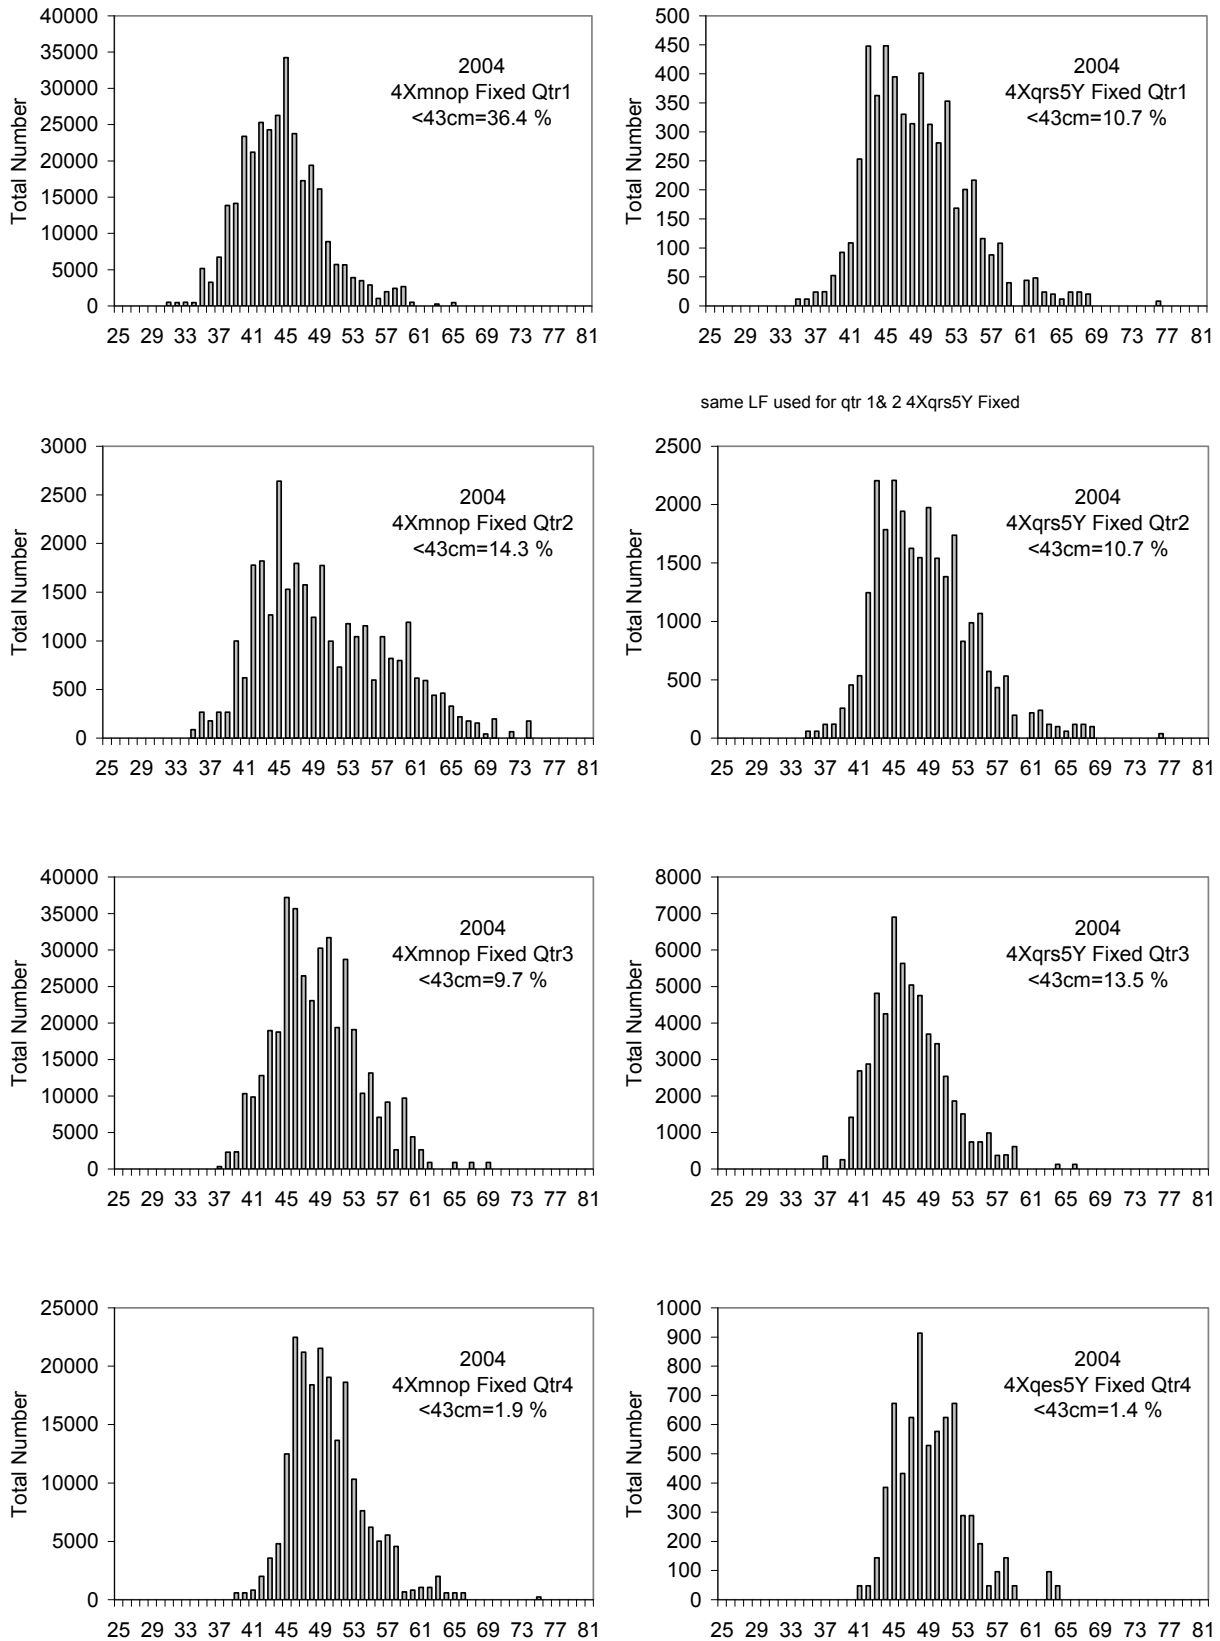 40000
35000
30000
25000
20000
15000
10000
5000
0
Total Number
2004
4Xmnop Fixed Qtr1
<43cm=36.4 %
25 29 33 37 41 45 49 53 57 61 65 69 73 77 81
500
450
400
350
300
250
200
150
100
50
0
Total Number
2004
4Xqrs5Y Fixed Qtr1
<43cm=10.7 %
25 29 33 37 41 45 49 53 57 61 65 69 73 77 81
same LF used for qtr 1& 2 4Xqrs5Y Fixed
3000
2500
2000
1500
1000
500
0
Total Number
2004
4Xmnop Fixed Qtr2
<43cm=14.3 %
25 29 33 37 41 45 49 53 57 61 65 69 73 77 81
2500
2000
1500
1000
500
0
Total Number
2004
4Xqrs5Y Fixed Qtr2
<43cm=10.7 %
25 29 33 37 41 45 49 53 57 61 65 69 73 77 81
40000
35000
30000
25000
20000
15000
10000
5000
0
Total Number
2004
4Xmnop Fixed Qtr3
<43cm=9.7 %
25 29 33 37 41 45 49 53 57 61 65 69 73 77 81
8000
7000
6000
5000
4000
3000
2000
1000
0
Total Number
2004
4Xqrs5Y Fixed Qtr3
<43cm=13.5 %
25 29 33 37 41 45 49 53 57 61 65 69 73 77 81
25000
20000
15000
10000
5000
0
Total Number
2004
4Xmnop Fixed Qtr4
<43cm=1.9 %
25 29 33 37 41 45 49 53 57 61 65 69 73 77 81
1000
900
800
700
600
500
400
300
200
100
0
Total Number
2004
4Xqes5Y Fixed Qtr4
<43cm=1.4 %
25 29 33 37 41 45 49 53 57 61 65 69 73 77 81